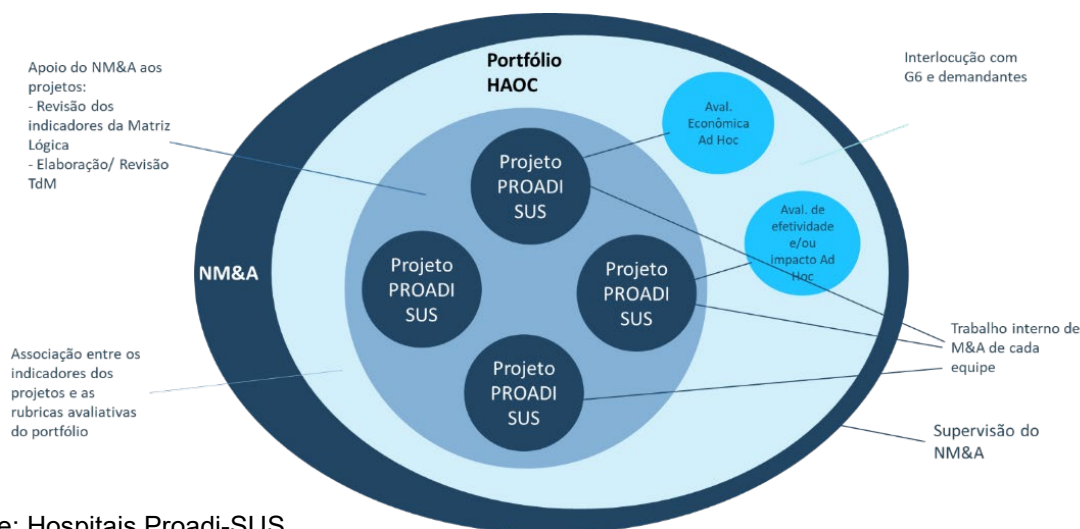 Apoio do NM&A aos
projetos:
- Revisão dos
indicadores da Matriz
Lógica
- Elaboração/ Revisão
TdM
Portfólio
HAOC
Interlocução com
G6 e demandantes
Aval.
Econômica
Ad Hoc
Projeto
PROADI
SUS
Aval. de
efetividade
e/ou
impacto Ad
Hoc
NM&A
Projeto
PROADI
SUS
Projeto
PROADI
SUS
Trabalho interno de
M&A de cada
equipe
Associação entre os
indicadores dos
projetos e as
rubricas avaliativas
do portfólio
Projeto
PROADI
SUS
Supervisão do
NM&A
e: Hospitais Proadi-SUS